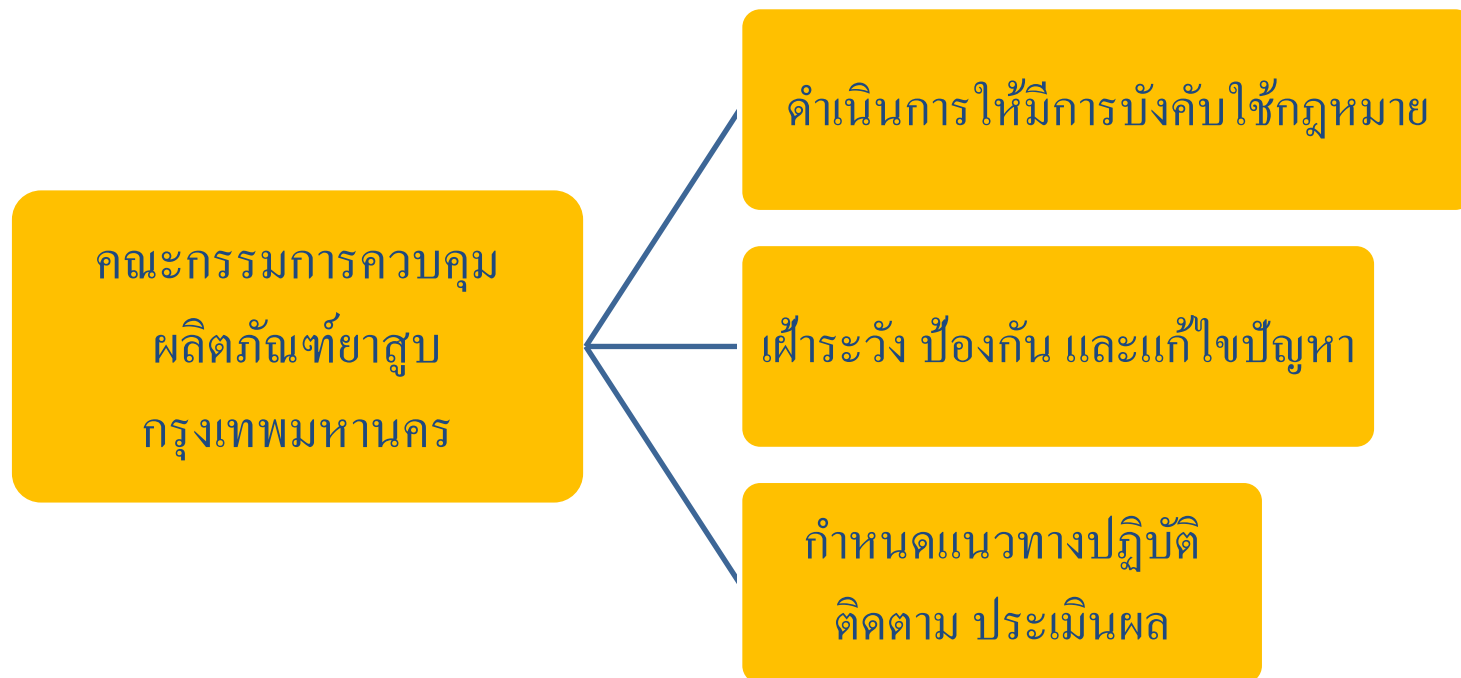 คณะกรรมการควบคุม
ผลิตภัณฑ์ยาสูบ
กรุงเทพมหานคร
ดำเนินการให้มีการบังคับใช้กฎหมาย
เฝ้าระวัง ป้องกัน และแก้ไขปัญหา
กำหนดแนวทางปฏิบัติ
ติดตาม ประเมินผล